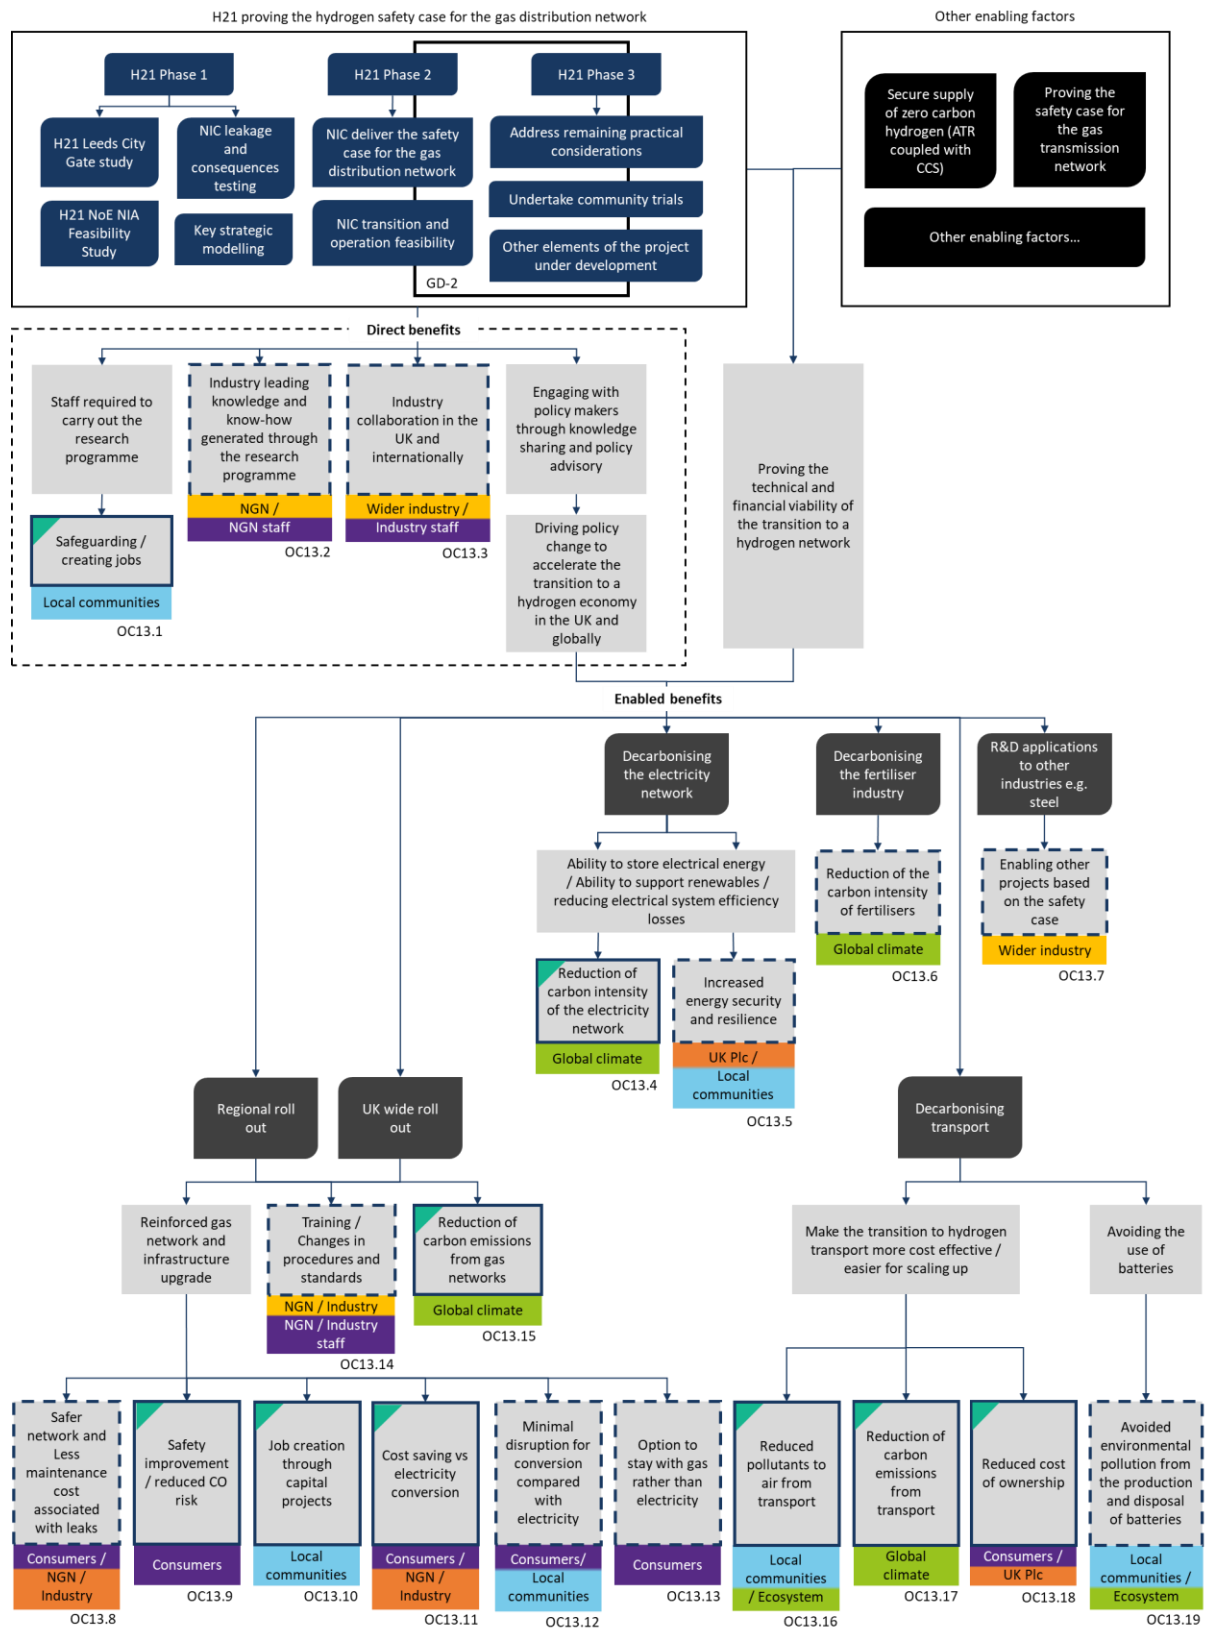 H21 proving the hydrogen safety case for the gas distribution network
Other enabling factors
H21 Phase 1
H21 Leeds City
Gate study
NIC leakage
and
consequences
testing
H21 NoE NIA
Feasibility
Study
Key strategic
modelling
H21 Phase 2
NIC deliver the safety
case for the gas
distribution network
NIC transition and
operation feasibility
GD-2
H21 Phase 3
Address remaining practical
considerations
Undertake community trials
Other elements of the project
under development
Secure supply
of zero carbon
hydrogen (ATR
coupled with
CCS)
Proving the
safety case for
the gas
transmission
network
Other enabling factors...
Direct benefits
Staff required to
carry out the
research
programme
Safeguarding /
creating jobs
Local communities
OC13.1
Industry leading
knowledge and
know-how
generated through
the research
programme
NGN /
NGN staff
OC13.2
Industry
collaboration in the
UK and
internationally
Wider industry /
Industry staff
OC13.3
Engaging with
policy makers
through knowledge
sharing and policy
advisory
Driving policy
change to
accelerate the
transition to a
hydrogen economy
in the UK and
globally
Proving the
technical and
financial viability
of the transition to a
hydrogen network
Enabled benefits
Decarbonising
the electricity
network
Ability to store electrical energy
/ Ability to support renewables /
reducing electrical system efficiency
losses
Reduction of
carbon intensity
of the electricity
network
Global climate
OC13.4
Increased
energy security
and resilience
UK Plc /
Local
communities
OC13.5
Decarbonising
the fertiliser
industry
Reduction of the
carbon intensity
of fertilisers
Global climate
OC13.6
R&D applications
to other
industries e.g.
steel
Enabling other
projects based
on the safety
case
Wider industry
OC13.7
Regional roll
out
UK wide roll
out
Decarbonising
transport
Reinforced gas
network and
infrastructure
upgrade
Training /
Changes in
procedures and
standards
NGN / Industry
NGN / Industry
staff
OC13.14
Reduction of
carbon emissions
from gas
networks
Global climate
OC13.15
Make the transition to hydrogen
transport more cost effective /
easier for scaling up
Avoiding the
use of
batteries
Safer
network and
Less
maintenance
cost
associated
with leaks
Consumers /
NGN /
Industry
OC13.8
Safety
improvement
/ reduced CO
risk
Consumers
OC13.9
Job creation
through
capital
projects
Local
communities
OC13.10
Cost saving vs
electricity
conversion
Consumers /
NGN /
Industry
OC13.11
Minimal
disruption for
conversion
compared
with
electricity
Consumers/
Local
communities
OC13.12
Option to
stay with gas
rather than
electricity
Consumers
OC13.13
Reduced
pollutants to
air from
transport
Local
communities
/ Ecosystem
OC13.16
Reduction of
carbon
emissions
from
transport
Global
climate
OC13.17
Reduced cost
of ownership
Consumers /
UK Plc
OC13.18
Avoided
environmental
pollution from
the production
and disposal
of batteries
Local
communities /
Ecosystem
OC13.19